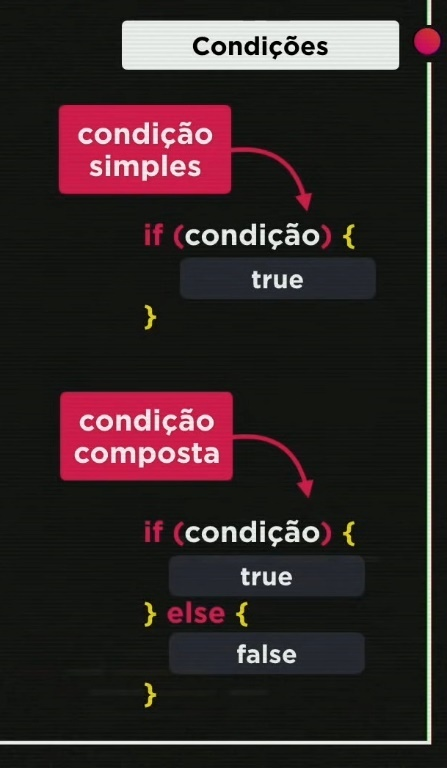 Condições
condição
simples
if (condição) {
true
}
condição
composta
if (condição) {
true
} else {
false
}